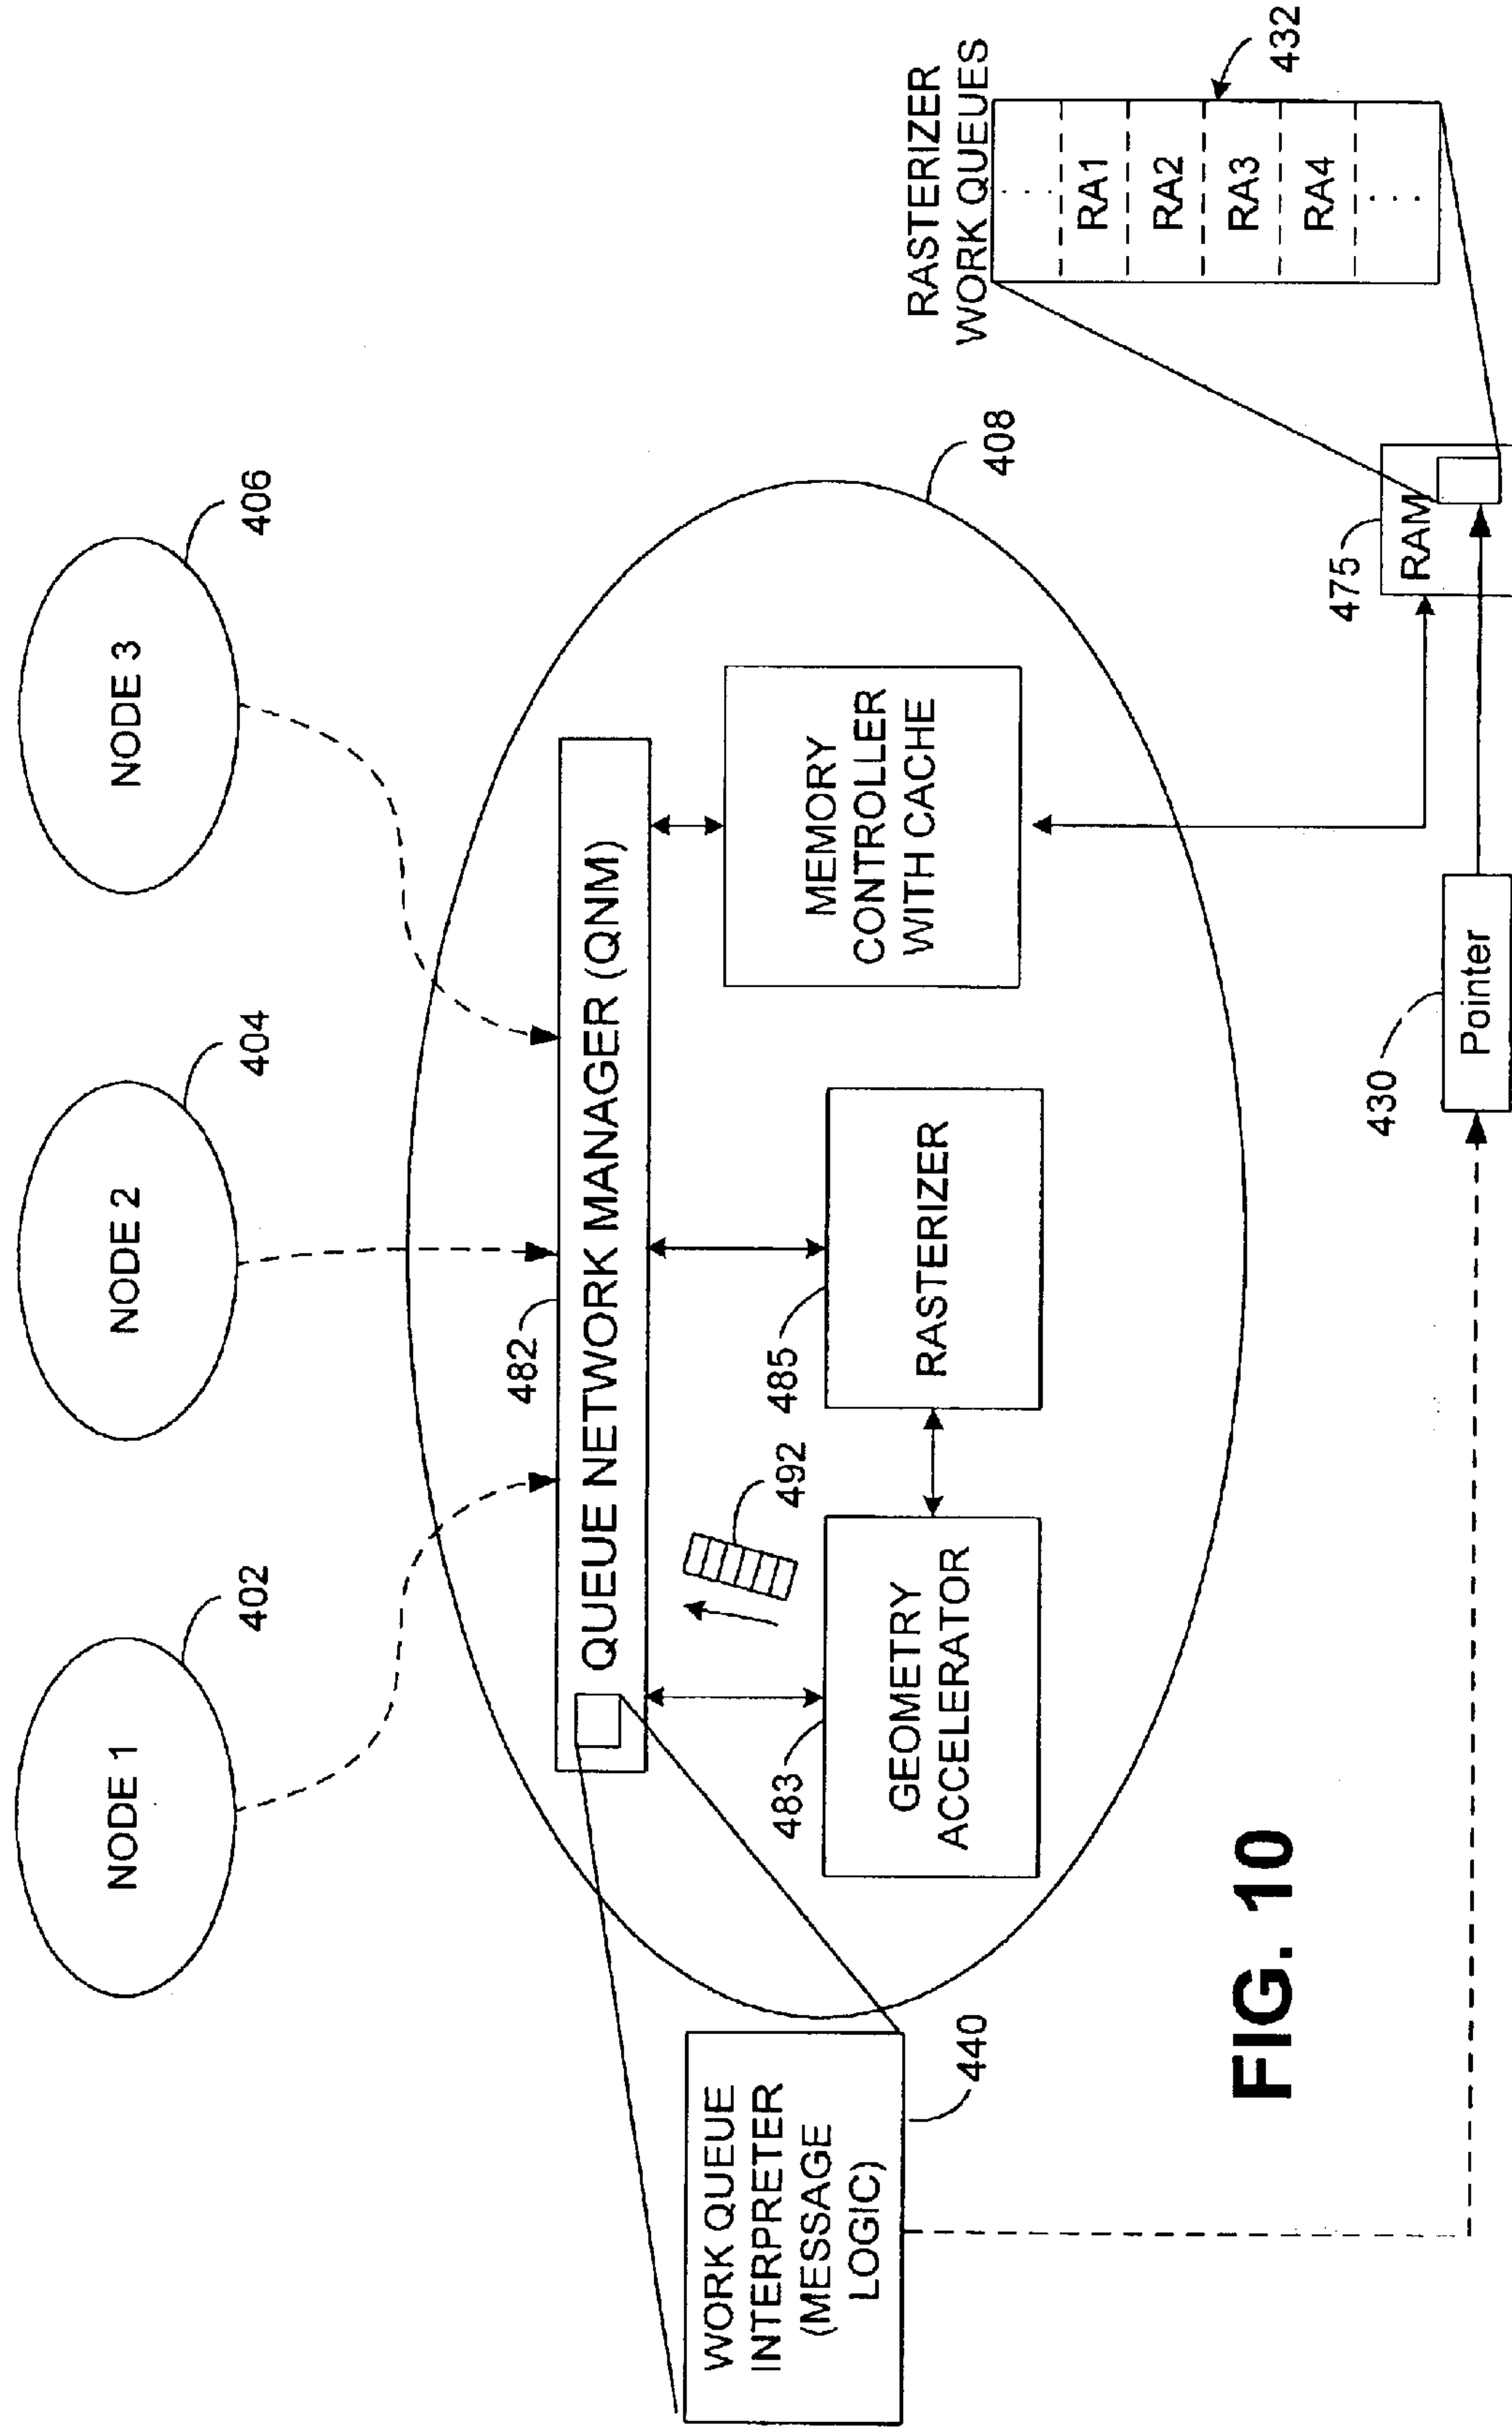 NODE 1
402
NODE 2
404
NODE 3
406
408
482
QUEUE NETWORK MANAGER (QNM)
492
483
GEOMETRY
ACCELERATOR
485
RASTERIZER
MEMORY
CONTROLLER
WITH CACHE
WORK QUEUE
INTERPRETER
(MESSAGE
LOGIC)
440
RASTERIZER
WORK QUEUES
RA1
RA2
RA3
RA4
432
475
RAM
430
Pointer
FIG. 10